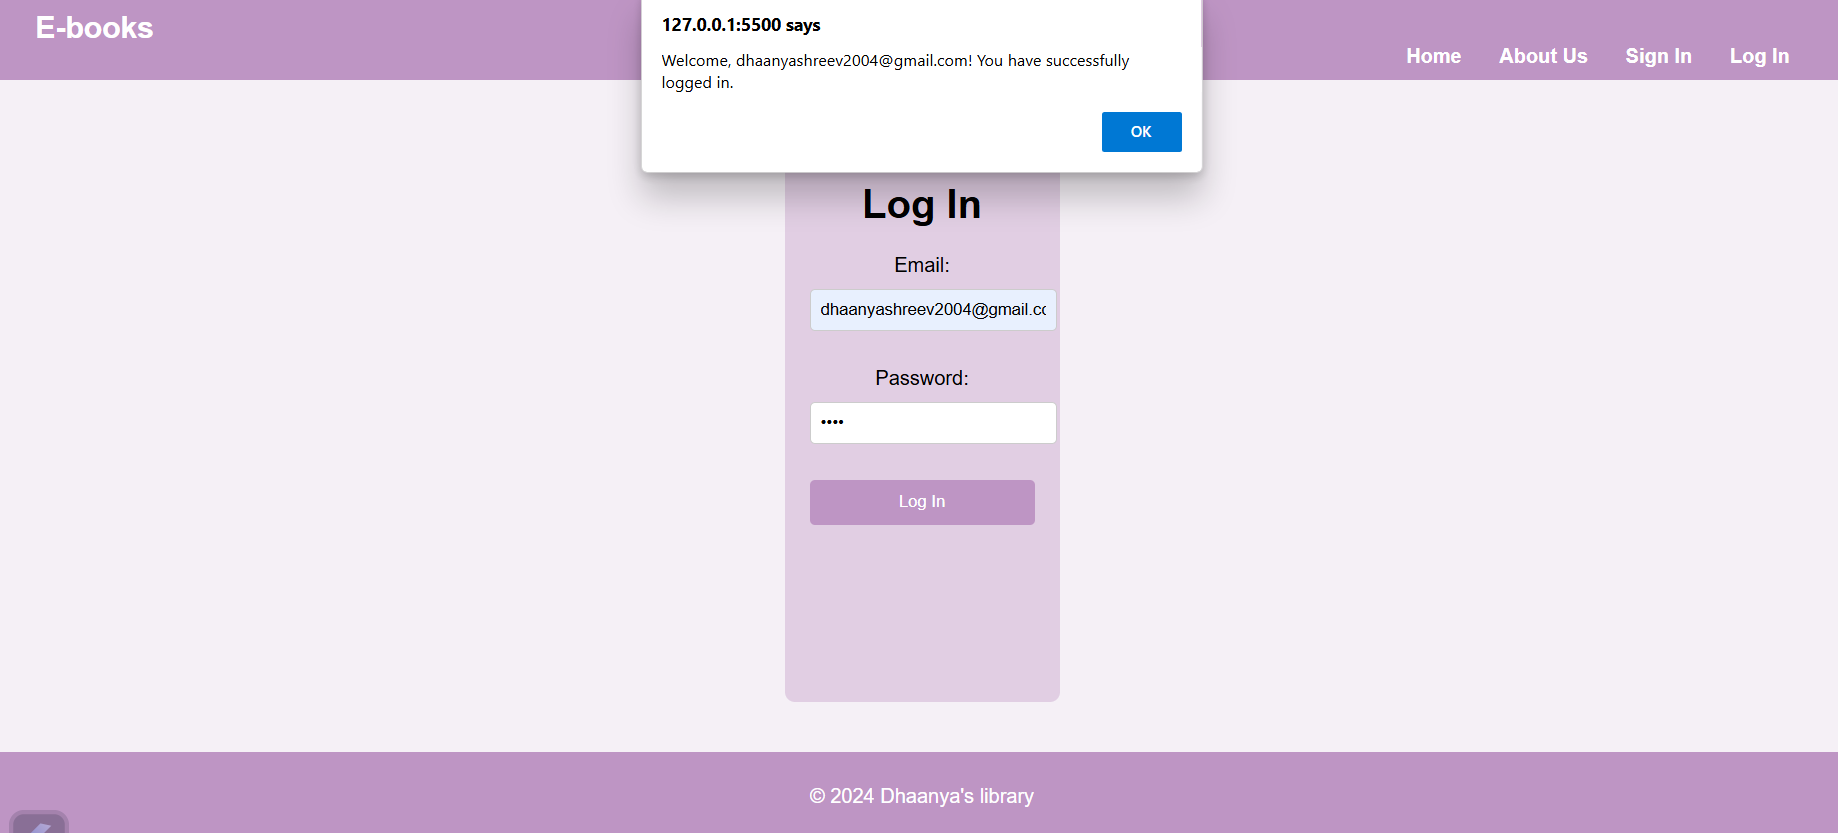 E-books
127.0.0.1:5500 says
Welcome, dhaanyashreev2004@gmail.com! You have successfully
logged in.
OK
Home About Us Sign In Log In
Log In
Email:
dhaanyashreev2004@gmail.co
Password:
••••
Log In
© 2024 Dhaanya's library